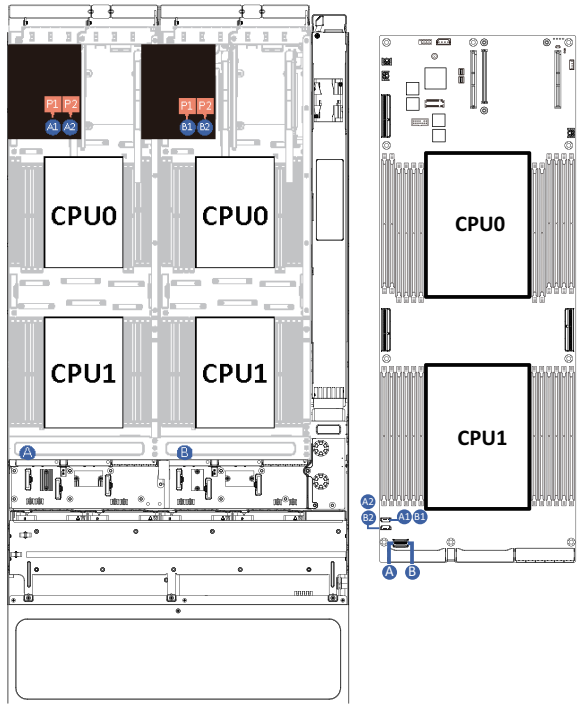 P1 P2
A1 A2
P1 P2
B1 B2
CPU0
CPU0
CPU1
CPU1
A
B
CPU0
CPU1
A2
B2
A1 B1
A B